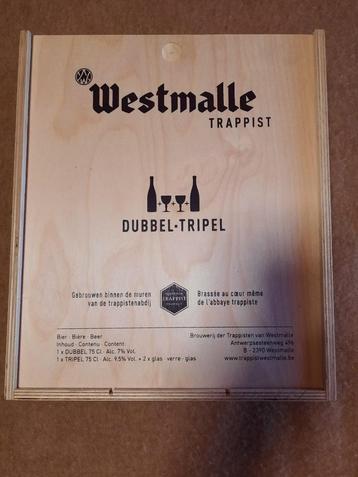 Westmalle
TRAPPIST
DUBBEL·TRIPEL
Gebrouwen binnen de muren
van de trappistenabdij
TRAPPIST
Brassée au cœur même
de l'abbaye trappiste
Bier · Bière · Beer
Inhoud · Contenu · Content:
1 x DUBBEL 75 Cl · Alc. 7% Vol.
1 x TRIPEL 75 Cl · Alc. 9.5% Vol. + 2 x glas · verre · glas
Brouwerij der Trappisten van Westmalle
Antwerpsesteenweg 496
B - 2390 Westmalle
www.trappistwestmalle.be